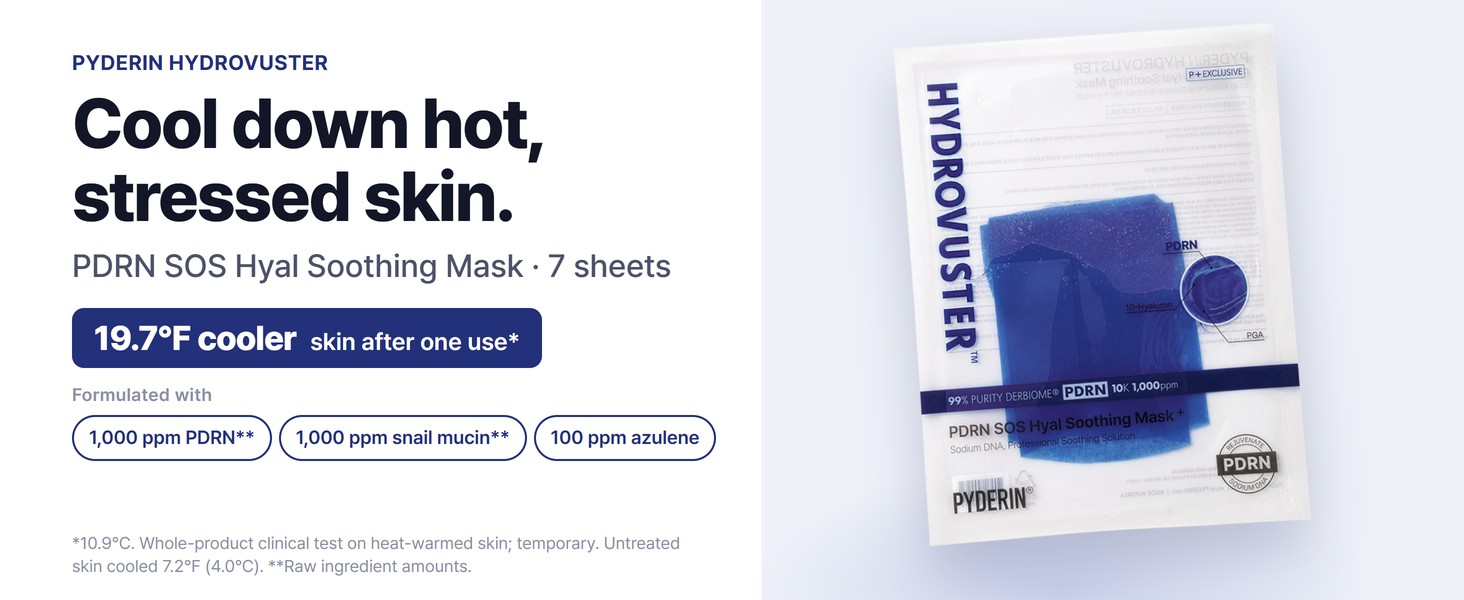 PYDERIN HYDROVUSTER
Cool down hot,
stressed skin.
PDRN SOS Hyal Soothing Mask · 7 sheets
19.7°F cooler skin after one use*
Formulated with
1,000 ppm PDRN**
1,000 ppm snail mucin**
100 ppm azulene
*10.9°C. Whole-product clinical test on heat-warmed skin; temporary. Untreated
skin cooled 7.2°F (4.0°C). **Raw ingredient amounts.
PYDERIN HYDROVUSTER
P+EXCLUSIVE
HYDROVUSTER™
PDRN
10-Hyaluron
PGA
99% PURITY DERBIOME® PDRN 10K 1,000ppm
PDRN SOS Hyal Soothing Mask+
Sodium DNA, Professional Soothing Solution
PYDERIN®
REJUVENATE
PDRN
SODIUM DNA